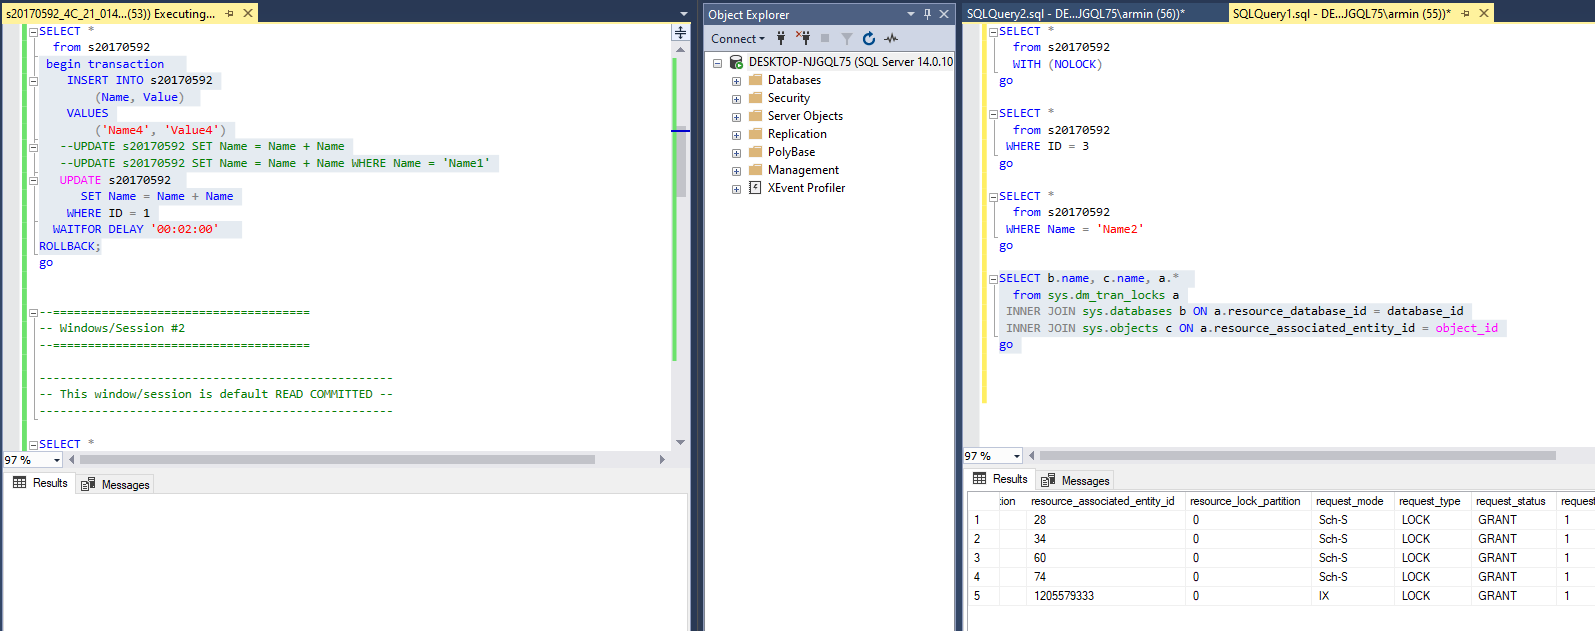 s20170592_4C_21_014...(53)) Executing...
SELECT *
from s20170592
begin transaction
INSERT INTO s20170592
(Name, Value)
VALUES
('Name4', 'Value4')
--UPDATE s20170592 SET Name = Name + Name
--UPDATE s20170592 SET Name = Name + Name WHERE Name = 'Name1'
UPDATE s20170592
SET Name = Name + Name
WHERE ID = 1
WAITFOR DELAY '00:02:00'
ROLLBACK;
go
--=====================================
-- Windows/Session #2
--=====================================
---------------------------------------------------
-- This window/session is default READ COMMITTED --
---------------------------------------------------
SELECT *
97 %
Results Messages
Object Explorer
Connect
DESKTOP-NJGQL75 (SQL Server 14.0.10
Databases
Security
Server Objects
Replication
PolyBase
Management
XEvent Profiler
SQLQuery2.sql - DE...JGQL75\armin (56))* SQLQuery1.sql - DE...JGQL75\armin (55))*
SELECT *
from s20170592
WITH (NOLOCK)
go
SELECT *
from s20170592
WHERE ID = 3
go
SELECT *
from s20170592
WHERE Name = 'Name2'
go
SELECT b.name, c.name, a.*
from sys.dm_tran_locks a
INNER JOIN sys.databases b ON a.resource_database_id = database_id
INNER JOIN sys.objects c ON a.resource_associated_entity_id = object_id
go
97 %
Results Messages
tion resource_associated_entity_id resource_lock_partition request_mode request_type request_status request
1 28 0 Sch-S LOCK GRANT 1
2 34 0 Sch-S LOCK GRANT 1
3 60 0 Sch-S LOCK GRANT 1
4 74 0 Sch-S LOCK GRANT 1
5 1205579333 0 IX LOCK GRANT 1